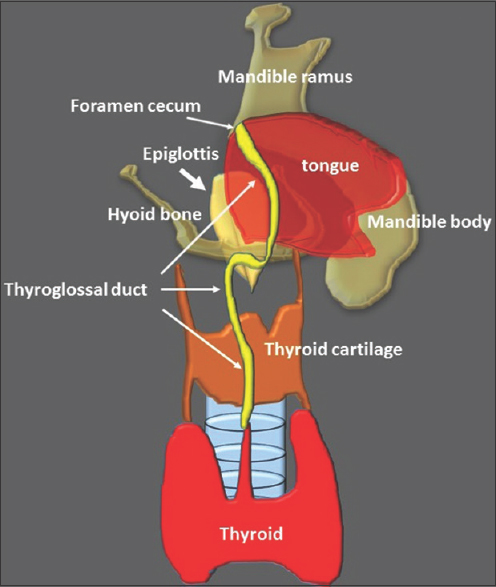 Mandible ramus
Foramen cecum
Epiglottis
tongue
Hyoid bone
Mandible body
Thyroglossal duct
Thyroid cartilage
Thyroid